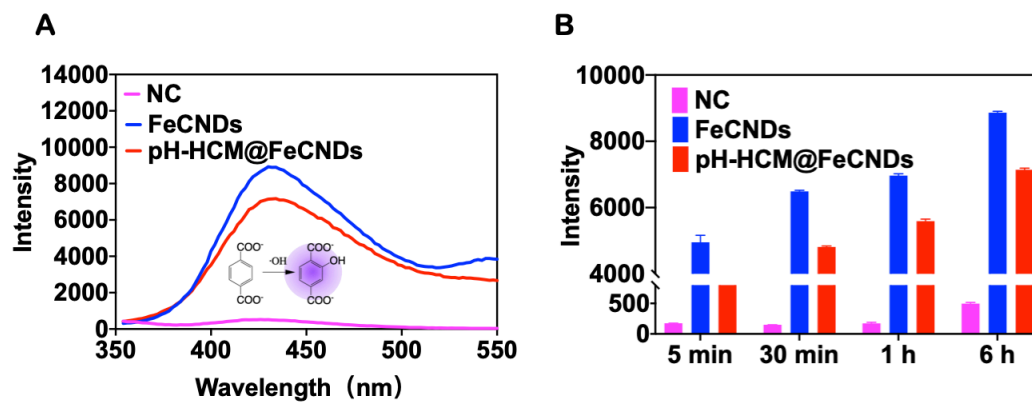 A
14000
12000
10000
8000
6000
4000
2000
0
Intensity
NC
FeCNDs
pH-HCM@FeCNDs
COO⁻
COO⁻
·OH
COO⁻
OH
COO⁻
350
400
450
500
550
Wavelength（nm）
B
10000
8000
6000
4000
500
0
Intensity
NC
FeCNDs
pH-HCM@FeCNDs
5 min
30 min
1 h
6 h